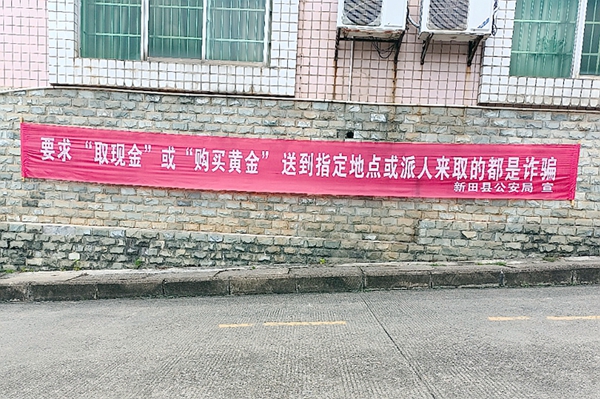 要求“取现金”或“购买黄金”送到指定地点或派人来取的都是诈骗
新田县公安局 宣